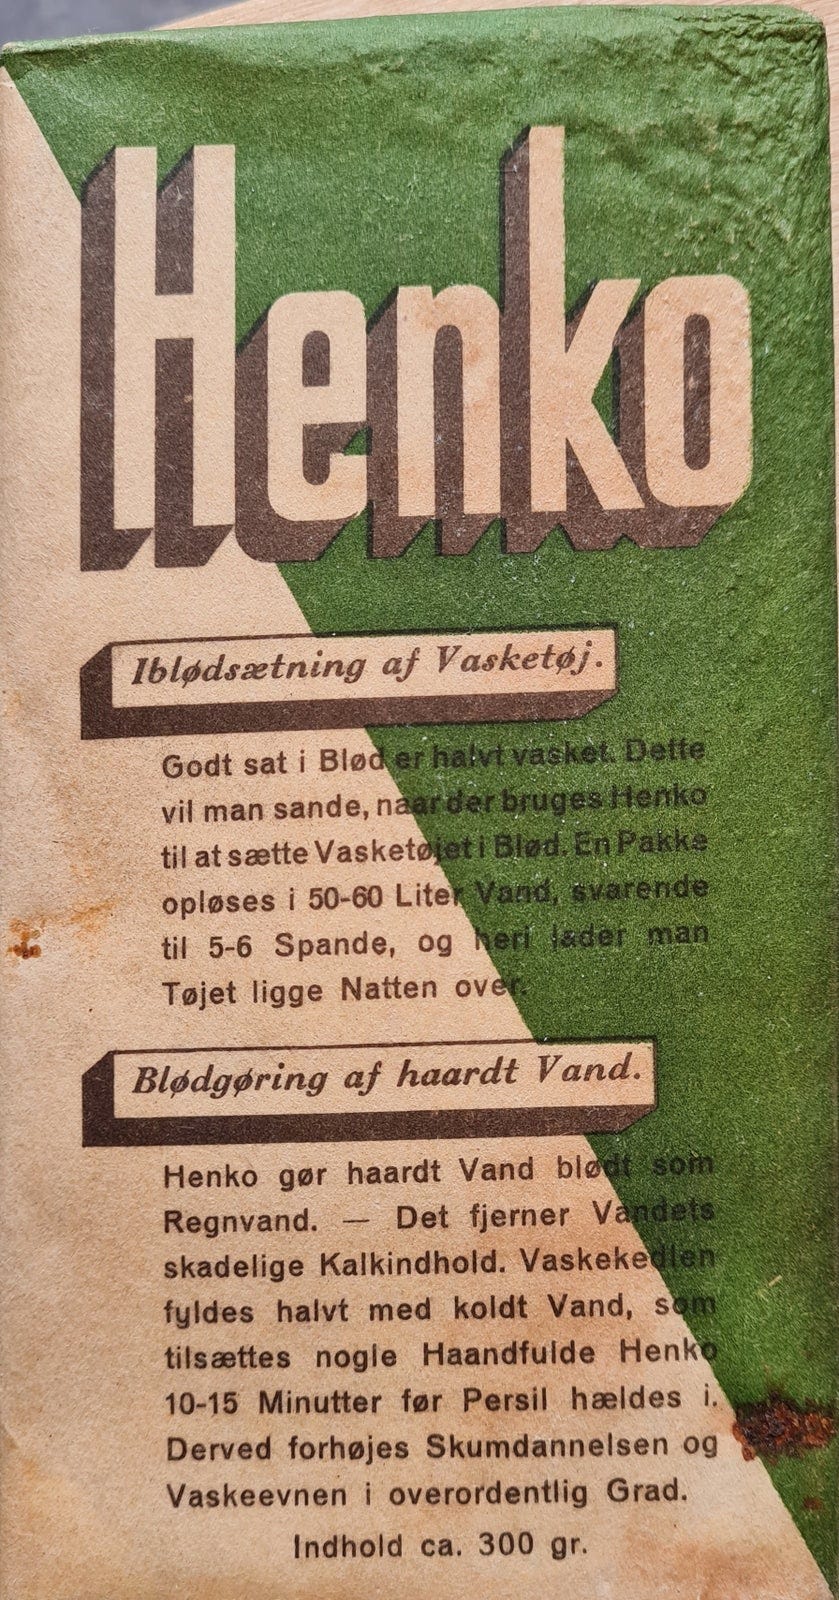 Henko
Iblødsætning af Vasketøj.
Godt sat i Blød er halvt vasket. Dette
vil man sande, naar der bruges Henko
til at sætte Vasketøjet i Blød. En Pakke
opløses i 50-60 Liter Vand, svarende
til 5-6 Spande, og heri lader man
Tøjet ligge Natten over.
Blødgøring af haardt Vand.
Henko gør haardt Vand blødt som
Regnvand. — Det fjerner Vandets
skadelige Kalkindhold. Vaskekedlen
fyldes halvt med koldt Vand, som
tilsættes nogle Haandfulde Henko
10-15 Minutter før Persil hældes i.
Derved forhøjes Skumdannelsen og
Vaskeevnen i overordentlig Grad.
Indhold ca. 300 gr.